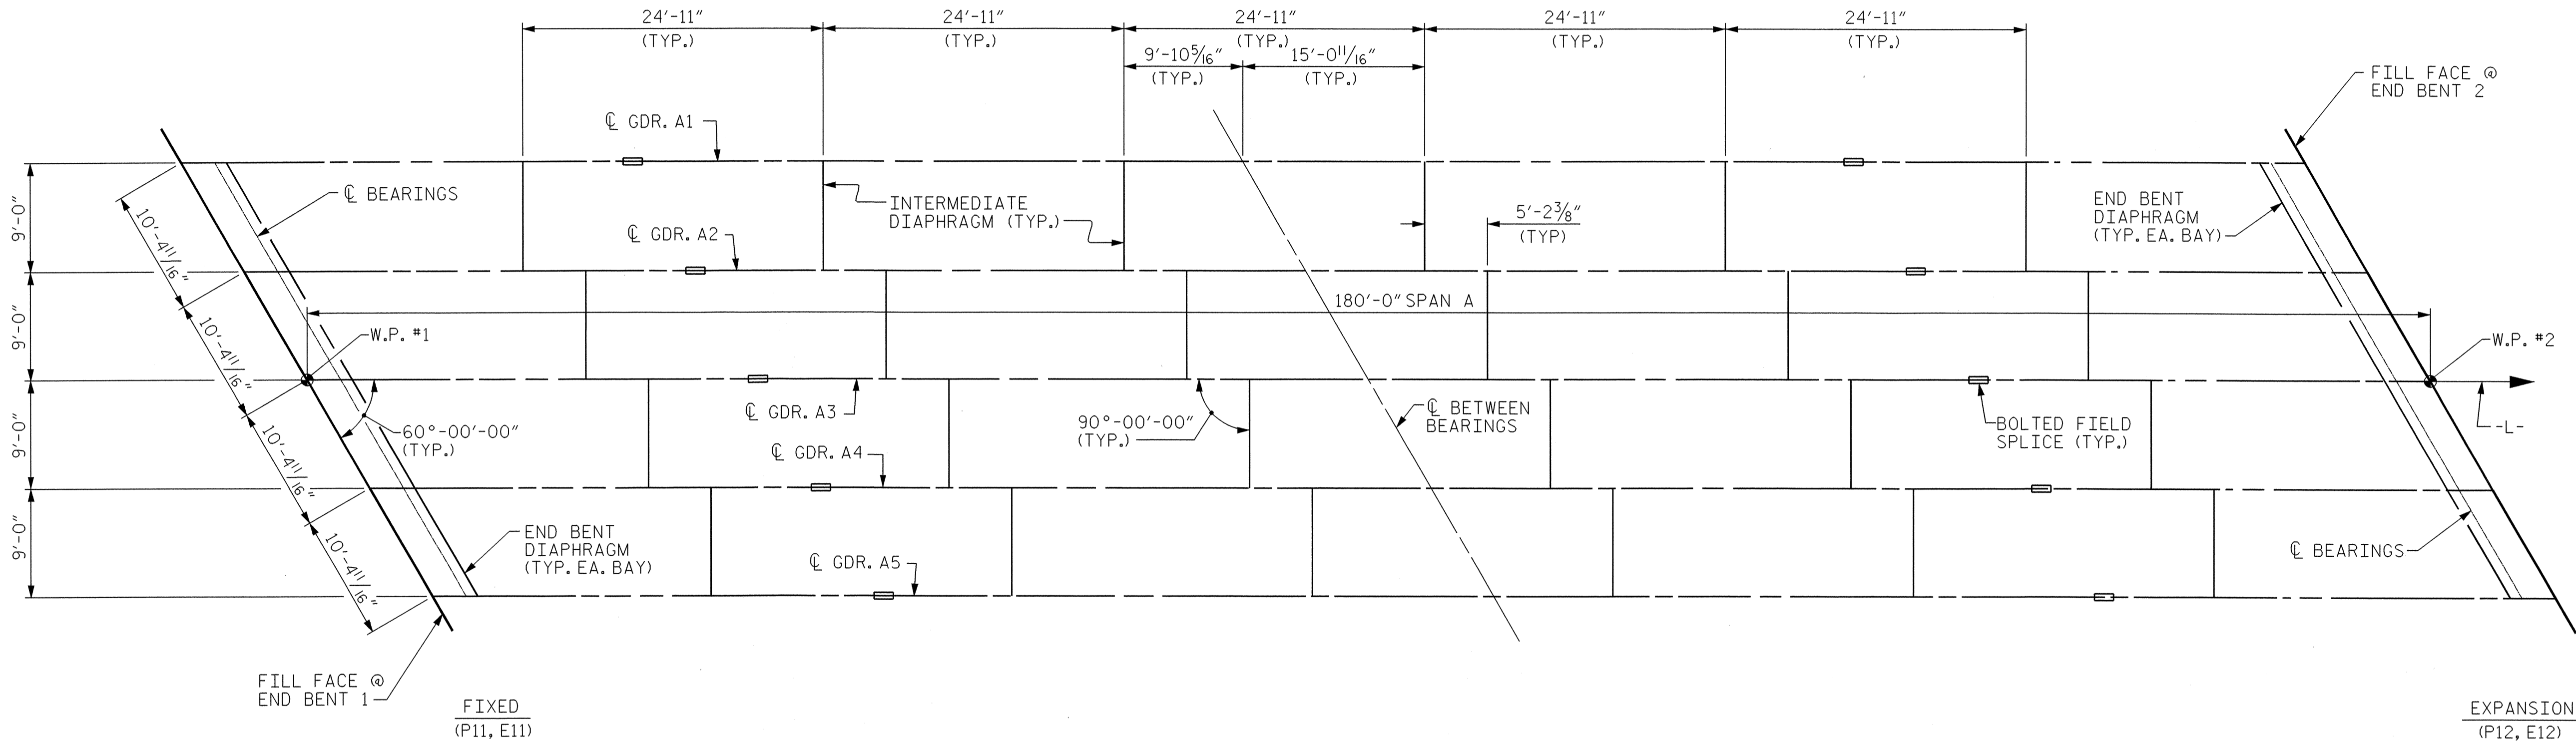 24'-11"
(TYP.)
24'-11"
(TYP.)
24'-11"
(TYP.)
24'-11"
(TYP.)
24'-11"
(TYP.)
9'-10 5/16"
(TYP.)
15'-0 11/16"
(TYP.)
FILL FACE @
END BENT 2
℄ GDR. A1
℄ BEARINGS
INTERMEDIATE
DIAPHRAGM (TYP.)
5'-2 3/8"
(TYP)
END BENT
DIAPHRAGM
(TYP. EA. BAY)
9'-0"
10'-4 11/16"
℄ GDR. A2
9'-0"
10'-4 11/16"
180'-0" SPAN A
W.P. #1
W.P. #2
9'-0"
10'-4 11/16"
60°-00'-00"
(TYP.)
℄ GDR. A3
90°-00'-00"
(TYP.)
℄ BETWEEN
BEARINGS
BOLTED FIELD
SPLICE (TYP.)
-L-
℄ GDR. A4
9'-0"
10'-4 11/16"
END BENT
DIAPHRAGM
(TYP. EA. BAY)
℄ GDR. A5
℄ BEARINGS
FILL FACE @
END BENT 1
FIXED
(P11, E11)
EXPANSION
(P12, E12)